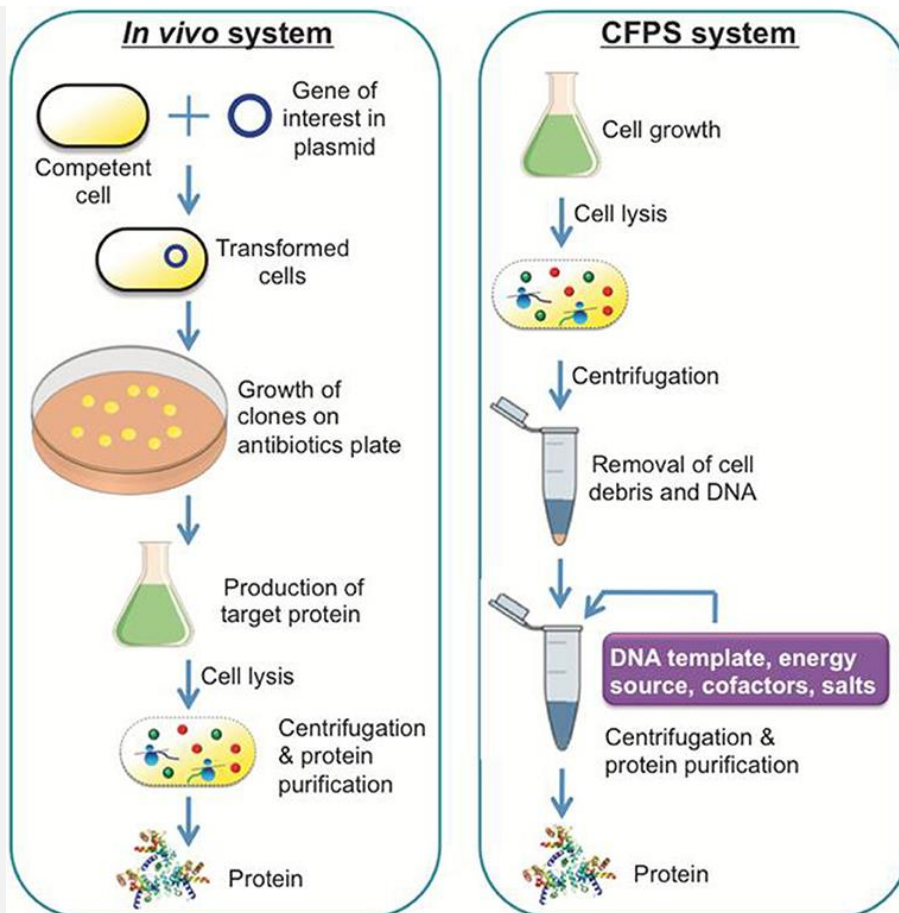 In vivo system
Gene of
interest in
plasmid
Competent
cell
Transformed
cells
Growth of
clones on
antibiotics plate
Production of
target protein
Cell lysis
Centrifugation
& protein
purification
Protein
CFPS system
Cell growth
Cell lysis
Centrifugation
Removal of cell
debris and DNA
DNA template, energy
source, cofactors, salts
Centrifugation &
protein purification
Protein